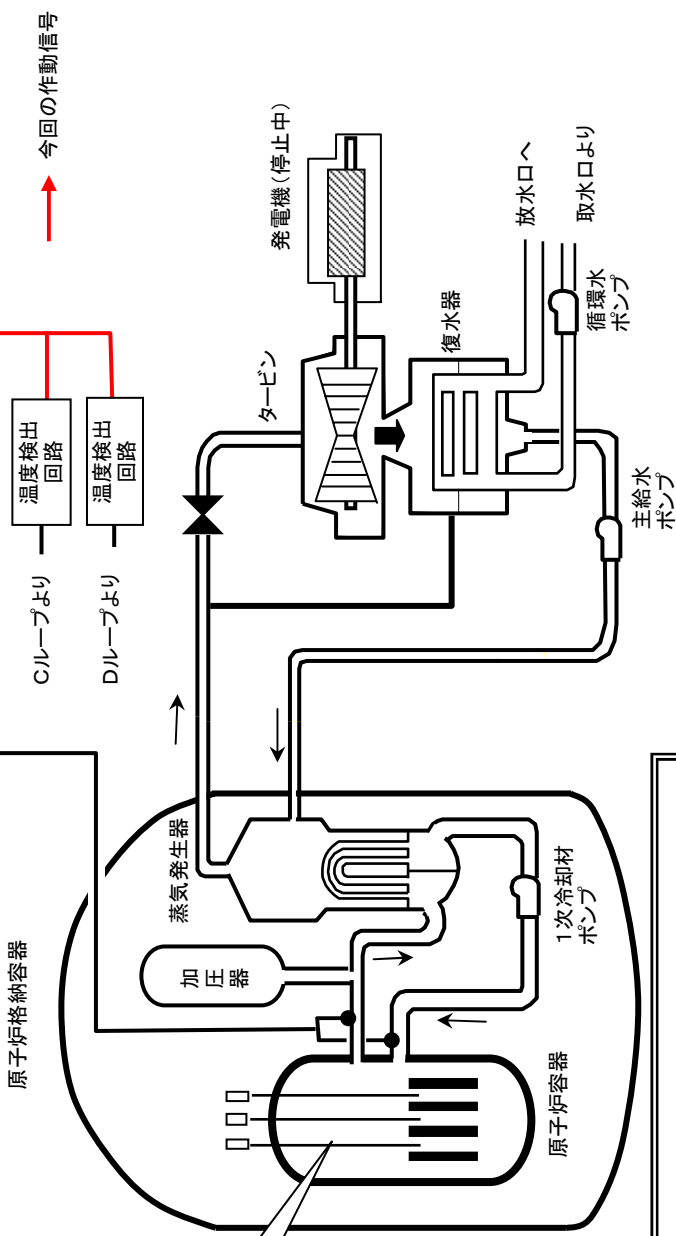 今回の作動信号
温度検出
回路
温度検出
回路
Cループより
Dループより
発電機(停止中)
タービン
復水器
放水口へ
取水口より
循環水
ポンプ
主給水
ポンプ
原子炉格納容器
蒸気発生器
加
圧
器
1次冷却材
ポンプ
原子炉容器